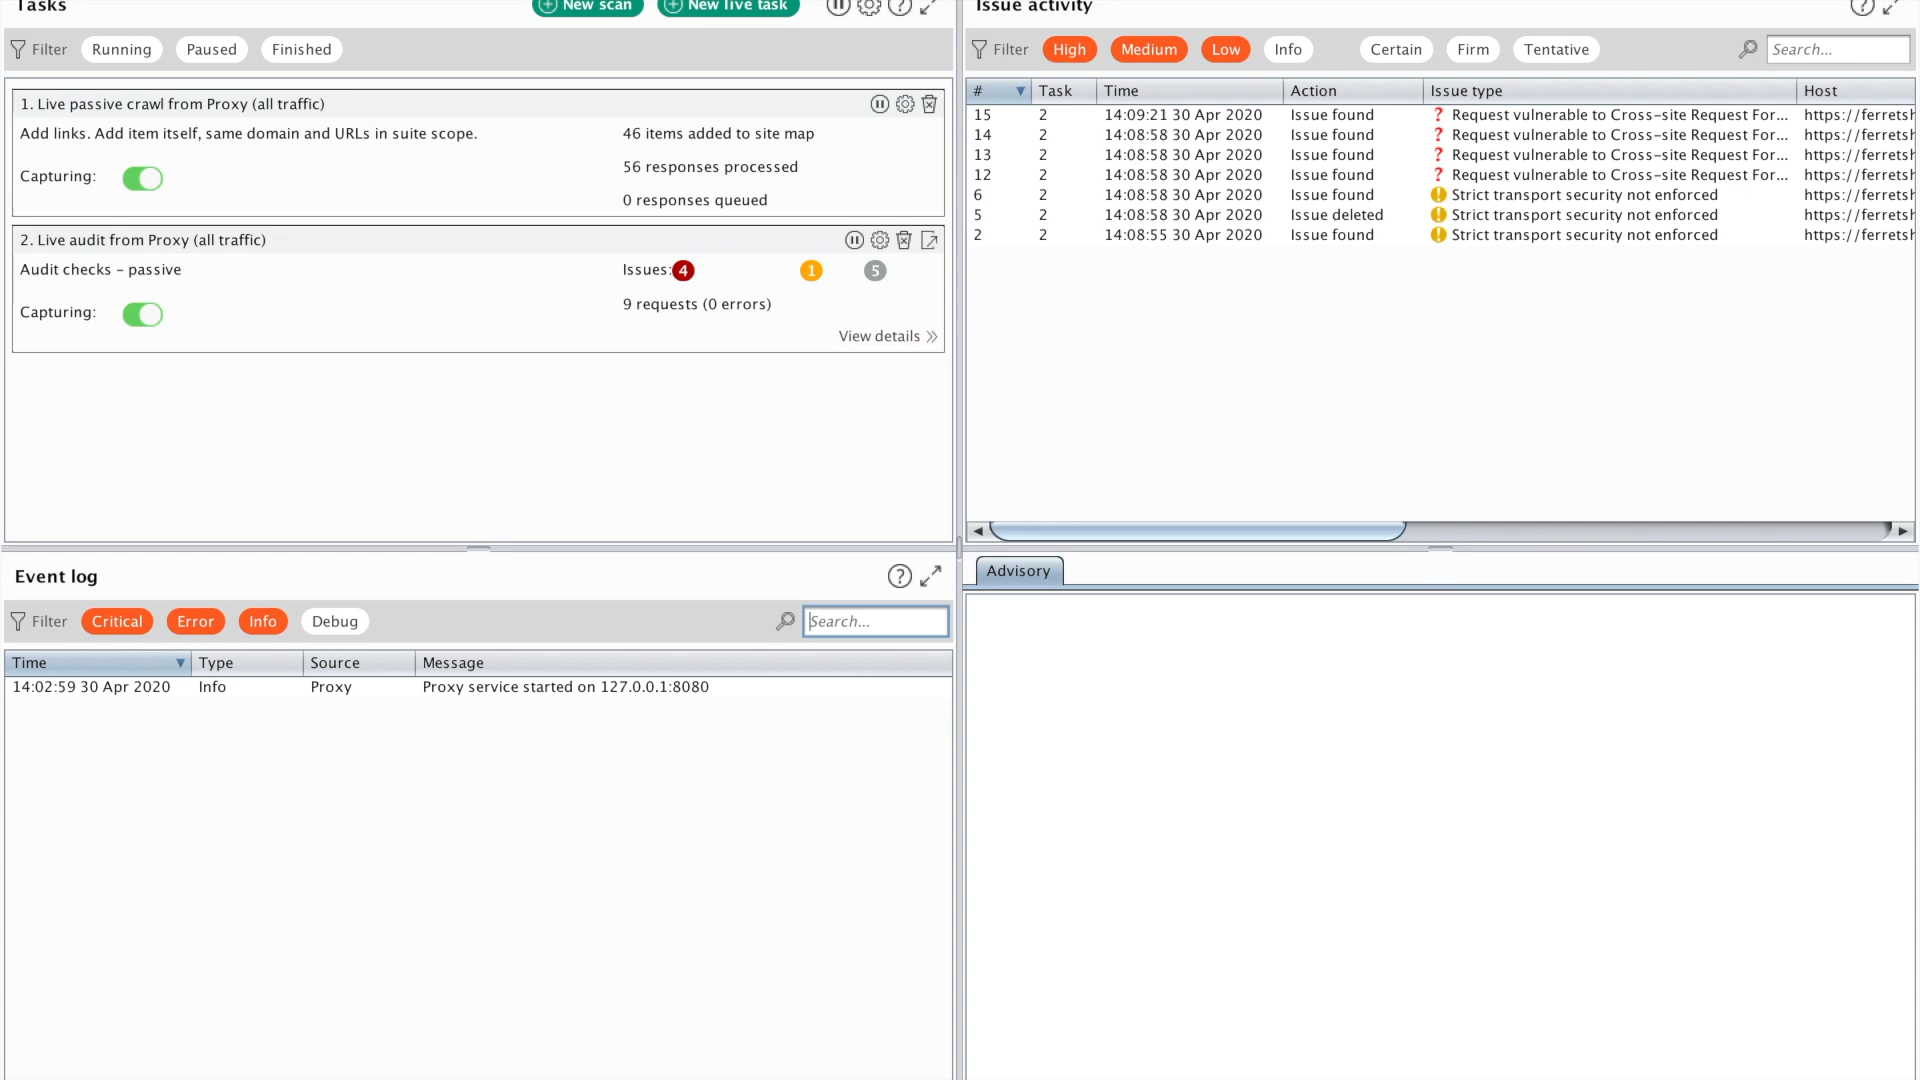 Tasks
New scan
New live task
Filter Running Paused Finished
1. Live passive crawl from Proxy (all traffic)
Add links. Add item itself, same domain and URLs in suite scope.
46 items added to site map
56 responses processed
Capturing:
0 responses queued
2. Live audit from Proxy (all traffic)
Audit checks - passive
Issues: 4 1 5
Capturing:
9 requests (0 errors)
View details
Event log
Filter Critical Error Info Debug Search...
Time Type Source Message
14:02:59 30 Apr 2020 Info Proxy Proxy service started on 127.0.0.1:8080
Issue activity
Filter High Medium Low Info Certain Firm Tentative Search...
# Task Time Action Issue type Host
15 2 14:09:21 30 Apr 2020 Issue found ? Request vulnerable to Cross-site Request For... https://ferretsh
14 2 14:08:58 30 Apr 2020 Issue found ? Request vulnerable to Cross-site Request For... https://ferretsh
13 2 14:08:58 30 Apr 2020 Issue found ? Request vulnerable to Cross-site Request For... https://ferretsh
12 2 14:08:58 30 Apr 2020 Issue found ? Request vulnerable to Cross-site Request For... https://ferretsh
6 2 14:08:58 30 Apr 2020 Issue found ! Strict transport security not enforced https://ferretsh
5 2 14:08:58 30 Apr 2020 Issue deleted ! Strict transport security not enforced https://ferretsh
2 2 14:08:55 30 Apr 2020 Issue found ! Strict transport security not enforced https://ferretsh
Advisory